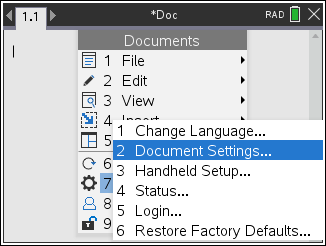 1.1 *Doc RAD
Documents
1 File
2 Edit
3 View
4 Insert
5
6
7
8
9
1 Change Language...
2 Document Settings...
3 Handheld Setup...
4 Status...
5 Login...
6 Restore Factory Defaults...